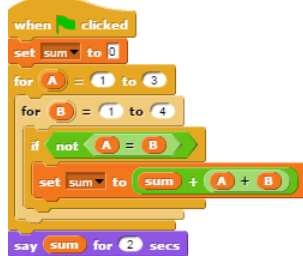 when clicked
set sum to 0
for A = 1 to 3
for B = 1 to 4
if not A = B
set sum to sum + A + B
say sum for 2 secs